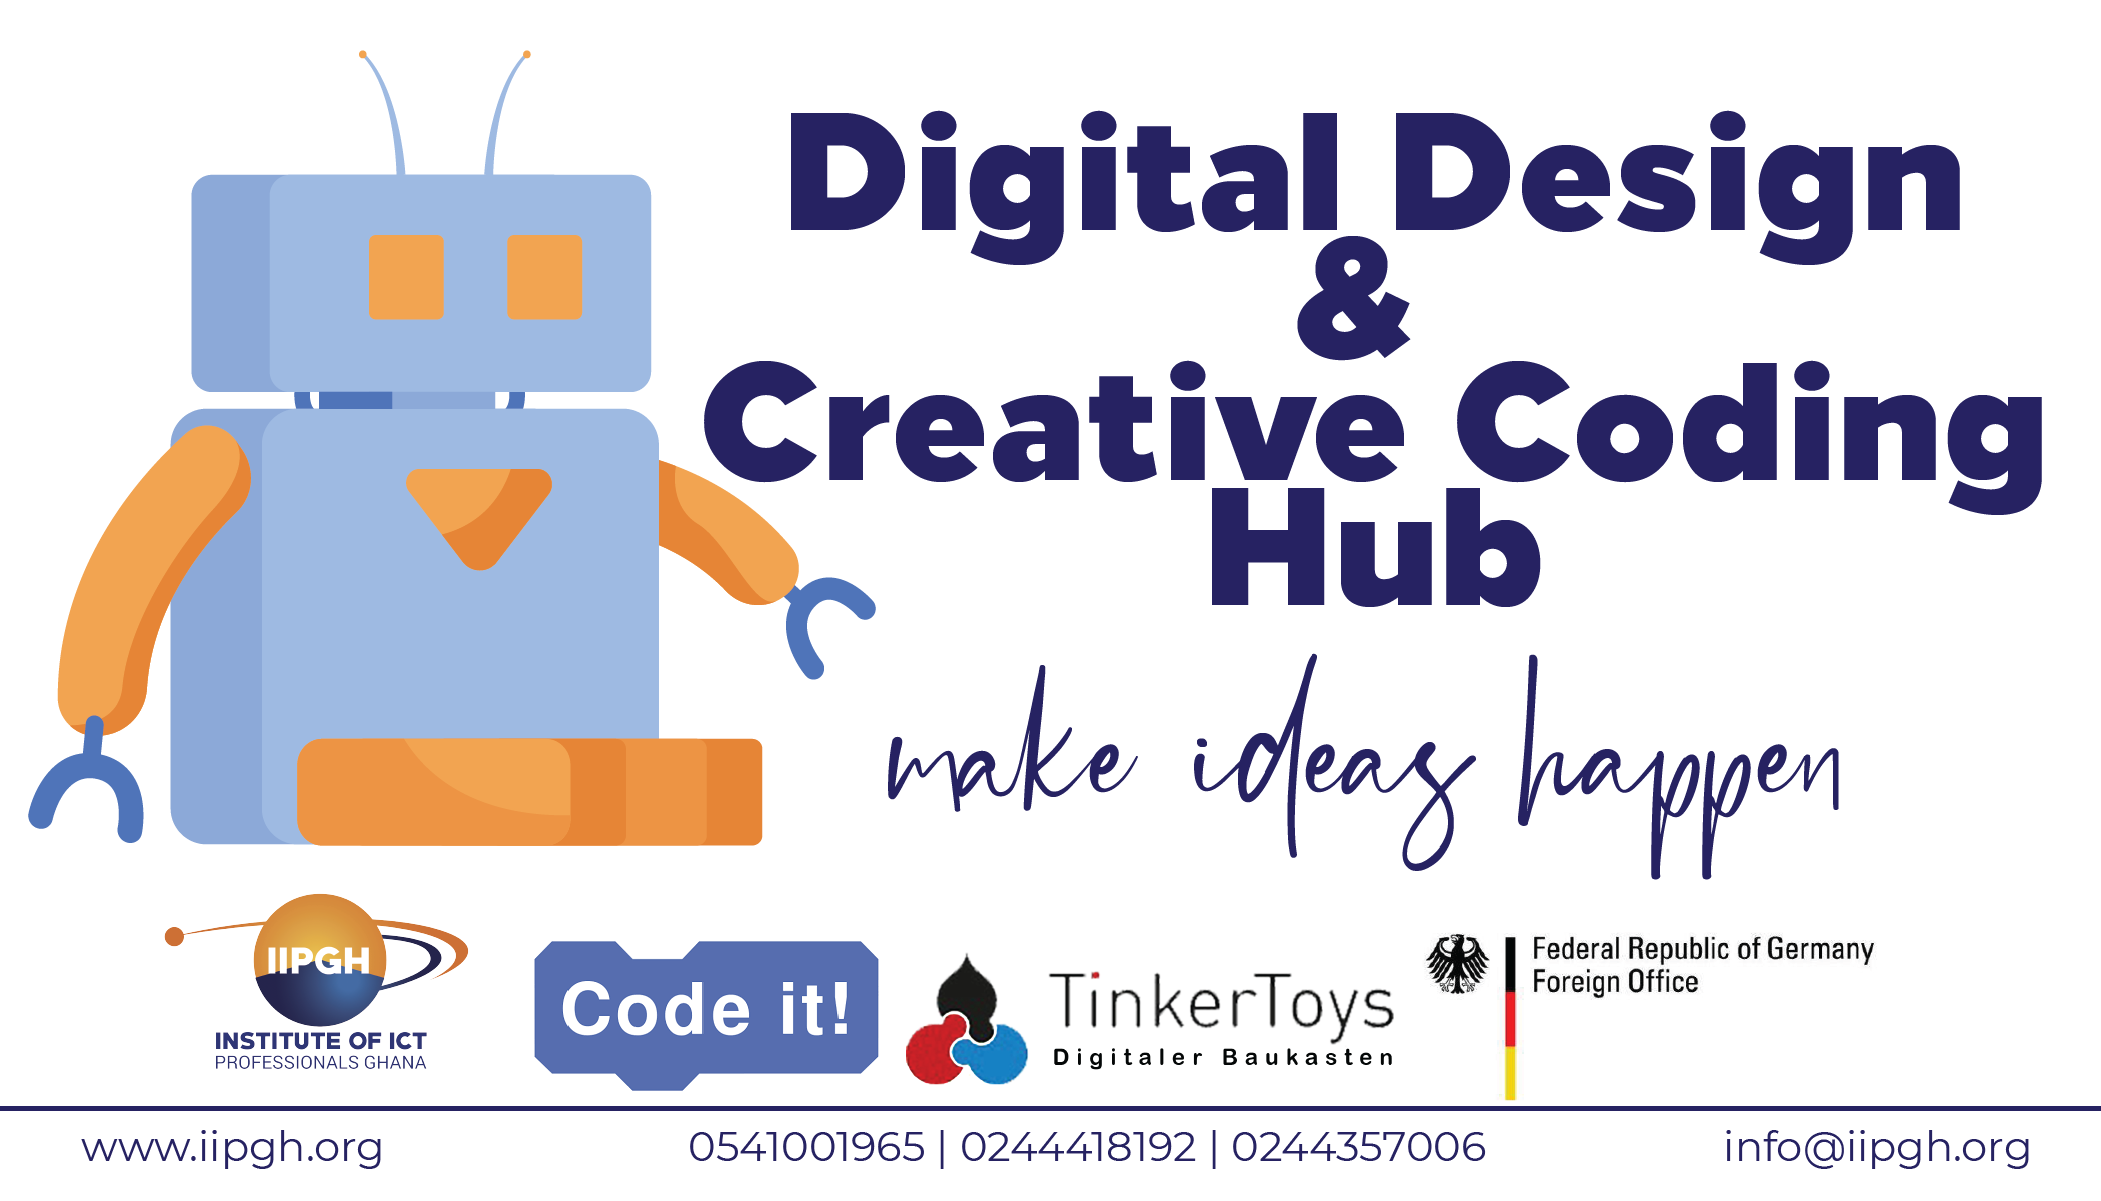 Digital Design
&
Creative Coding
Hub
make ideas happen
IIPGH
INSTITUTE OF ICT
PROFESSIONALS GHANA
Code it!
TinkerToys
Digitaler Baukasten
Federal Republic of Germany
Foreign Office
www.iipgh.org
0541001965 | 0244418192 | 0244357006
info@iipgh.org